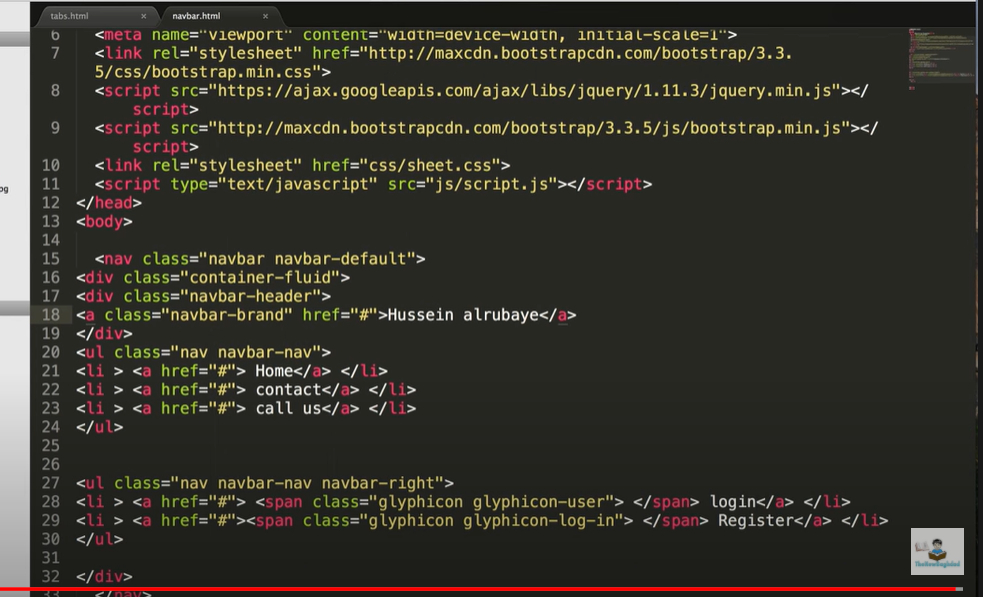 tabs.html × navbar.html ×
6 <meta name="viewport" content="width=device-width, initial-scale=1">
7 <link rel="stylesheet" href="http://maxcdn.bootstrapcdn.com/bootstrap/3.3.
5/css/bootstrap.min.css">
8 <script src="https://ajax.googleapis.com/ajax/libs/jquery/1.11.3/jquery.min.js"></
script>
9 <script src="http://maxcdn.bootstrapcdn.com/bootstrap/3.3.5/js/bootstrap.min.js"></
script>
10 <link rel="stylesheet" href="css/sheet.css">
11 <script type="text/javascript" src="js/script.js"></script>
12 </head>
13 <body>
14
15 <nav class="navbar navbar-default">
16 <div class="container-fluid">
17 <div class="navbar-header">
18 <a class="navbar-brand" href="#">Hussein alrubaye</a>
19 </div>
20 <ul class="nav navbar-nav">
21 <li > <a href="#"> Home</a> </li>
22 <li > <a href="#"> contact</a> </li>
23 <li > <a href="#"> call us</a> </li>
24 </ul>
25
26
27 <ul class="nav navbar-nav navbar-right">
28 <li > <a href="#"> <span class="glyphicon glyphicon-user"> </span> login</a> </li>
29 <li > <a href="#"><span class="glyphicon glyphicon-log-in"> </span> Register</a> </li>
30 </ul>
31
32 </div>
33 </nav>